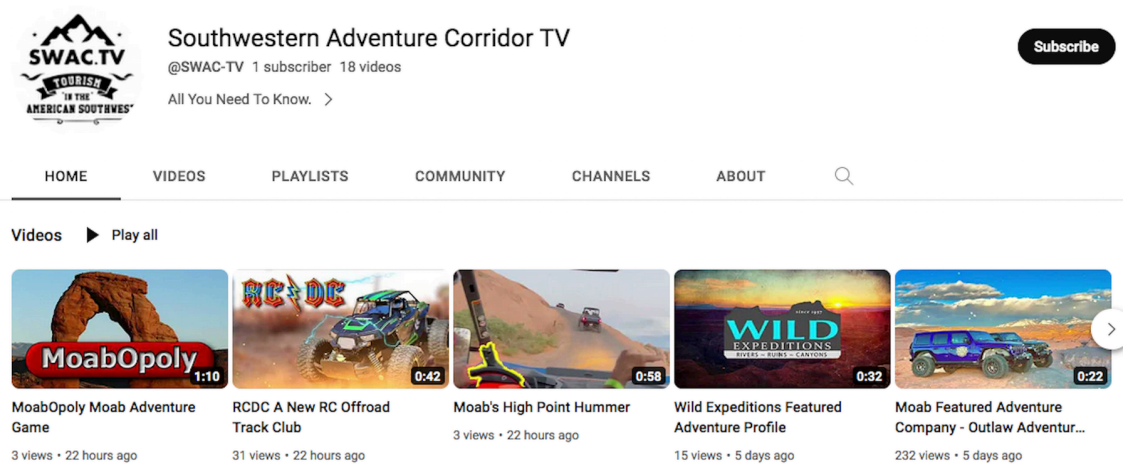 SWAC.TV
TOURISM
IN THE
AMERICAN SOUTHWEST
Southwestern Adventure Corridor TV
@SWAC-TV 1 subscriber 18 videos
All You Need To Know.
Subscribe
HOME VIDEOS PLAYLISTS COMMUNITY CHANNELS ABOUT
Videos Play all
MoabOpoly
1:10
RC DC
0:42
0:58
since 1957
WILD
EXPEDITIONS
RIVERS ~ RUINS ~ CANYONS
0:32
0:22
MoabOpoly Moab Adventure
Game
3 views • 22 hours ago
RCDC A New RC Offroad
Track Club
31 views • 22 hours ago
Moab's High Point Hummer
3 views • 22 hours ago
Wild Expeditions Featured
Adventure Profile
15 views • 5 days ago
Moab Featured Adventure
Company - Outlaw Adventur...
232 views • 5 days ago